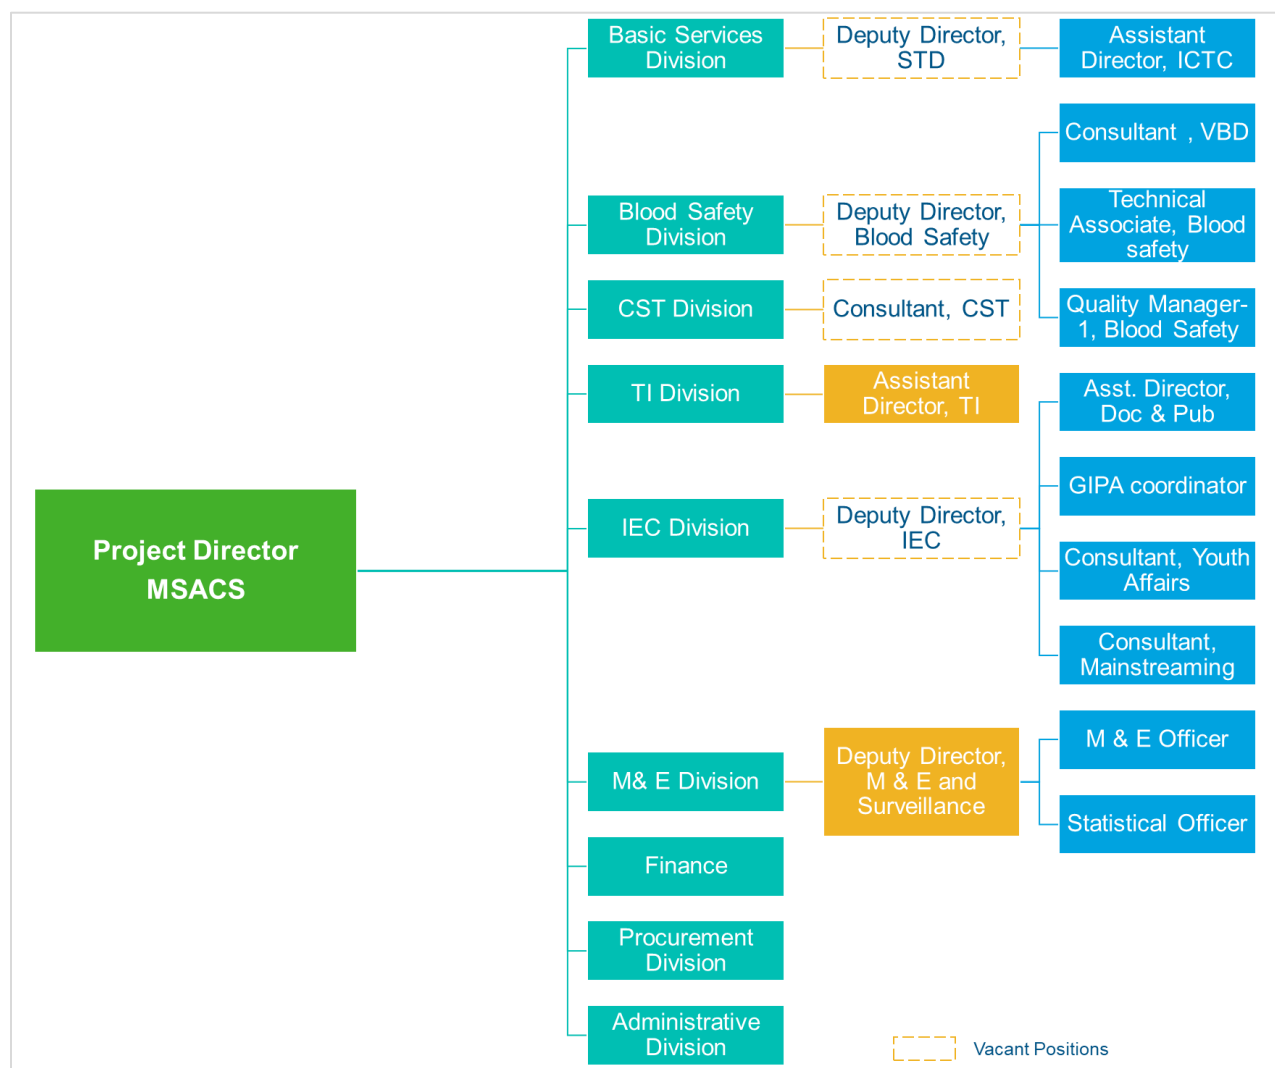 Project Director
MSACS
Basic Services
Division
Deputy Director,
STD
Assistant
Director, ICTC
Blood Safety
Division
Deputy Director,
Blood Safety
Consultant , VBD
Technical
Associate, Blood
safety
Quality Manager-
1, Blood Safety
CST Division
Consultant, CST
TI Division
Assistant
Director, TI
IEC Division
Deputy Director,
IEC
Asst. Director,
Doc & Pub
GIPA coordinator
Consultant, Youth
Affairs
Consultant,
Mainstreaming
M& E Division
Deputy Director,
M & E and
Surveillance
M & E Officer
Statistical Officer
Finance
Procurement
Division
Administrative
Division
Vacant Positions